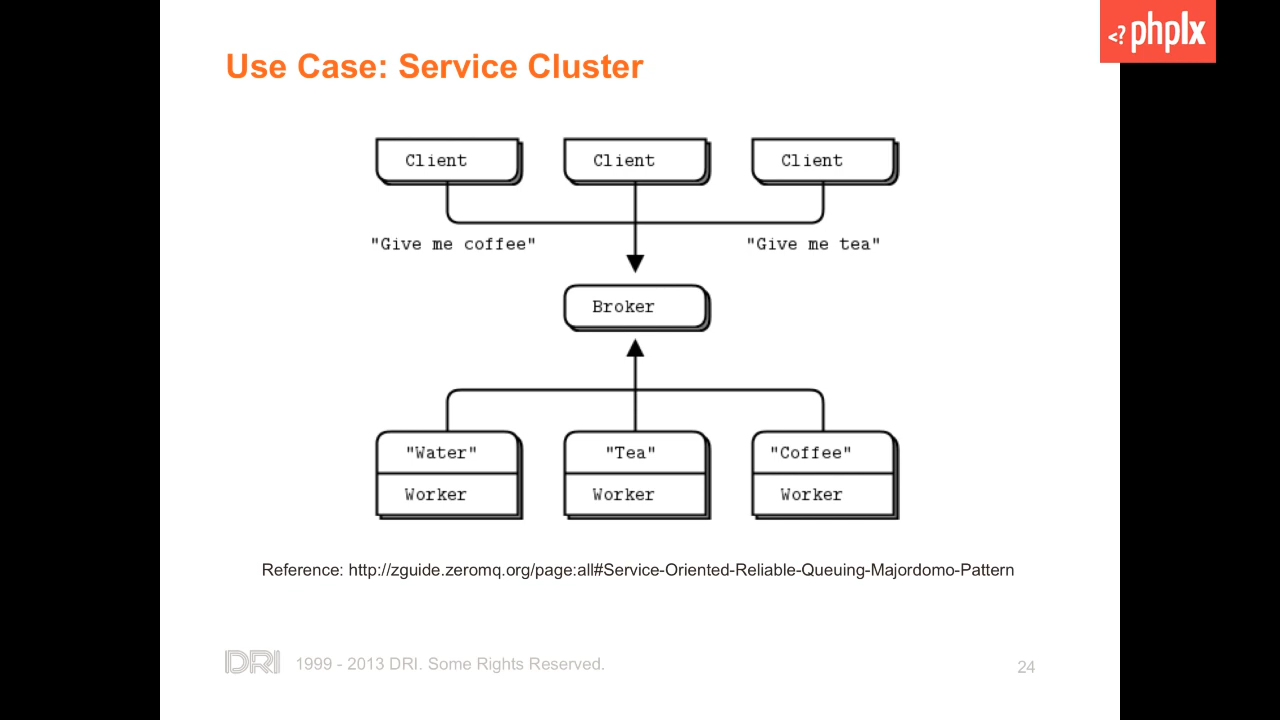 <? phplx
Use Case: Service Cluster
Client Client Client
"Give me coffee" "Give me tea"
Broker
"Water" "Tea" "Coffee"
Worker Worker Worker
Reference: http://zguide.zeromq.org/page:all#Service-Oriented-Reliable-Queuing-Majordomo-Pattern
DRI 1999 - 2013 DRI. Some Rights Reserved. 24